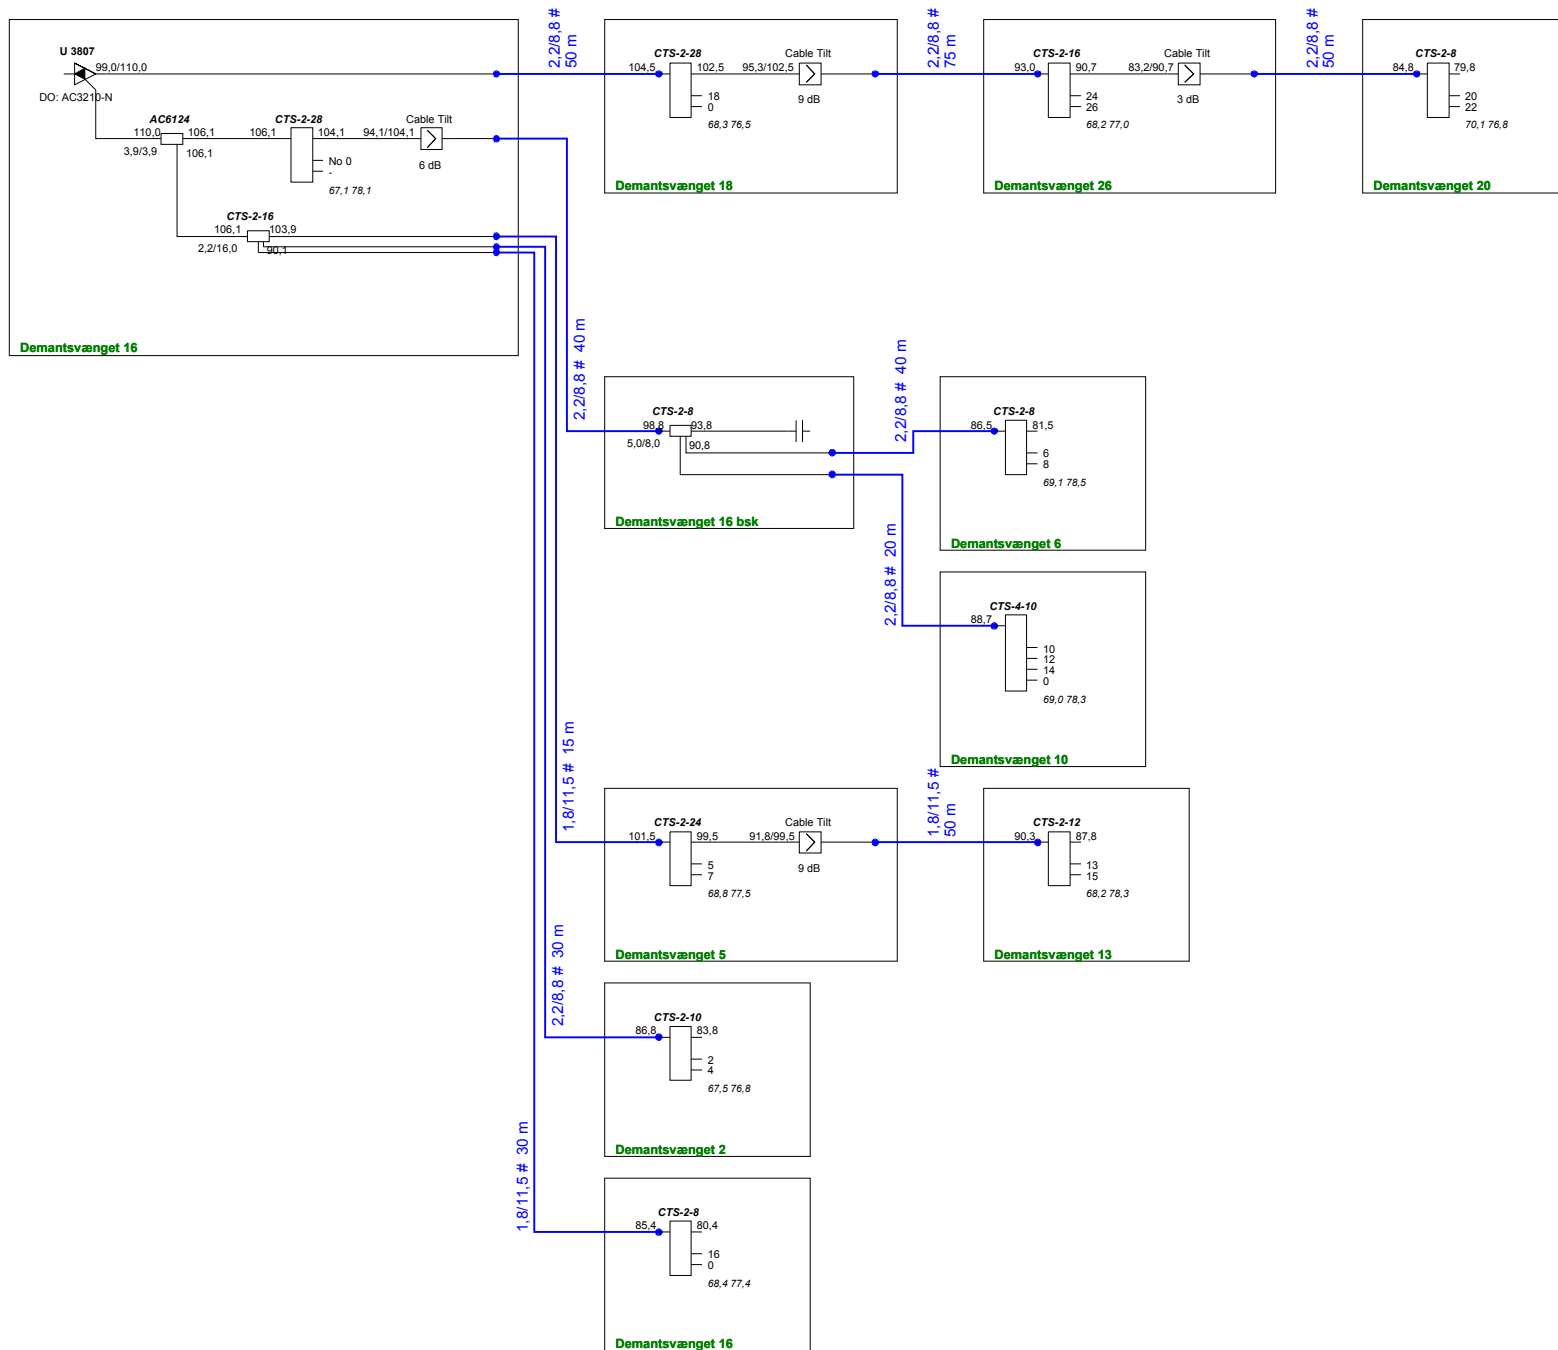 U 3807
99,0/110,0
DO: AC3210-N
AC6124
110,0
106,1
3,9/3,9
106,1
CTS-2-28
106,1
104,1
No 0
-
67,1 78,1
94,1/104,1
Cable Tilt
6 dB
CTS-2-16
106,1
103,9
2,2/16,0
90,1
Demantsvænget 16
2,2/8,8 #
50 m
CTS-2-28
104,5
102,5
18
0
68,3 76,5
95,3/102,5
Cable Tilt
9 dB
Demantsvænget 18
2,2/8,8 #
75 m
CTS-2-16
93,0
90,7
24
26
68,2 77,0
83,2/90,7
Cable Tilt
3 dB
Demantsvænget 26
2,2/8,8 #
50 m
CTS-2-8
84,8
79,8
20
22
70,1 76,8
Demantsvænget 20
2,2/8,8 # 40 m
CTS-2-8
98,8
93,8
5,0/8,0
90,8
Demantsvænget 16 bsk
2,2/8,8 # 40 m
CTS-2-8
86,5
81,5
6
8
69,1 78,5
Demantsvænget 6
2,2/8,8 # 20 m
CTS-4-10
88,7
10
12
14
0
69,0 78,3
Demantsvænget 10
1,8/11,5 # 15 m
CTS-2-24
101,5
99,5
5
7
68,8 77,5
91,8/99,5
Cable Tilt
9 dB
Demantsvænget 5
1,8/11,5 #
50 m
CTS-2-12
90,3
87,8
13
15
68,2 78,3
Demantsvænget 13
2,2/8,8 # 30 m
CTS-2-10
86,8
83,8
2
4
67,5 76,8
Demantsvænget 2
1,8/11,5 # 30 m
CTS-2-8
85,4
80,4
16
0
68,4 77,4
Demantsvænget 16